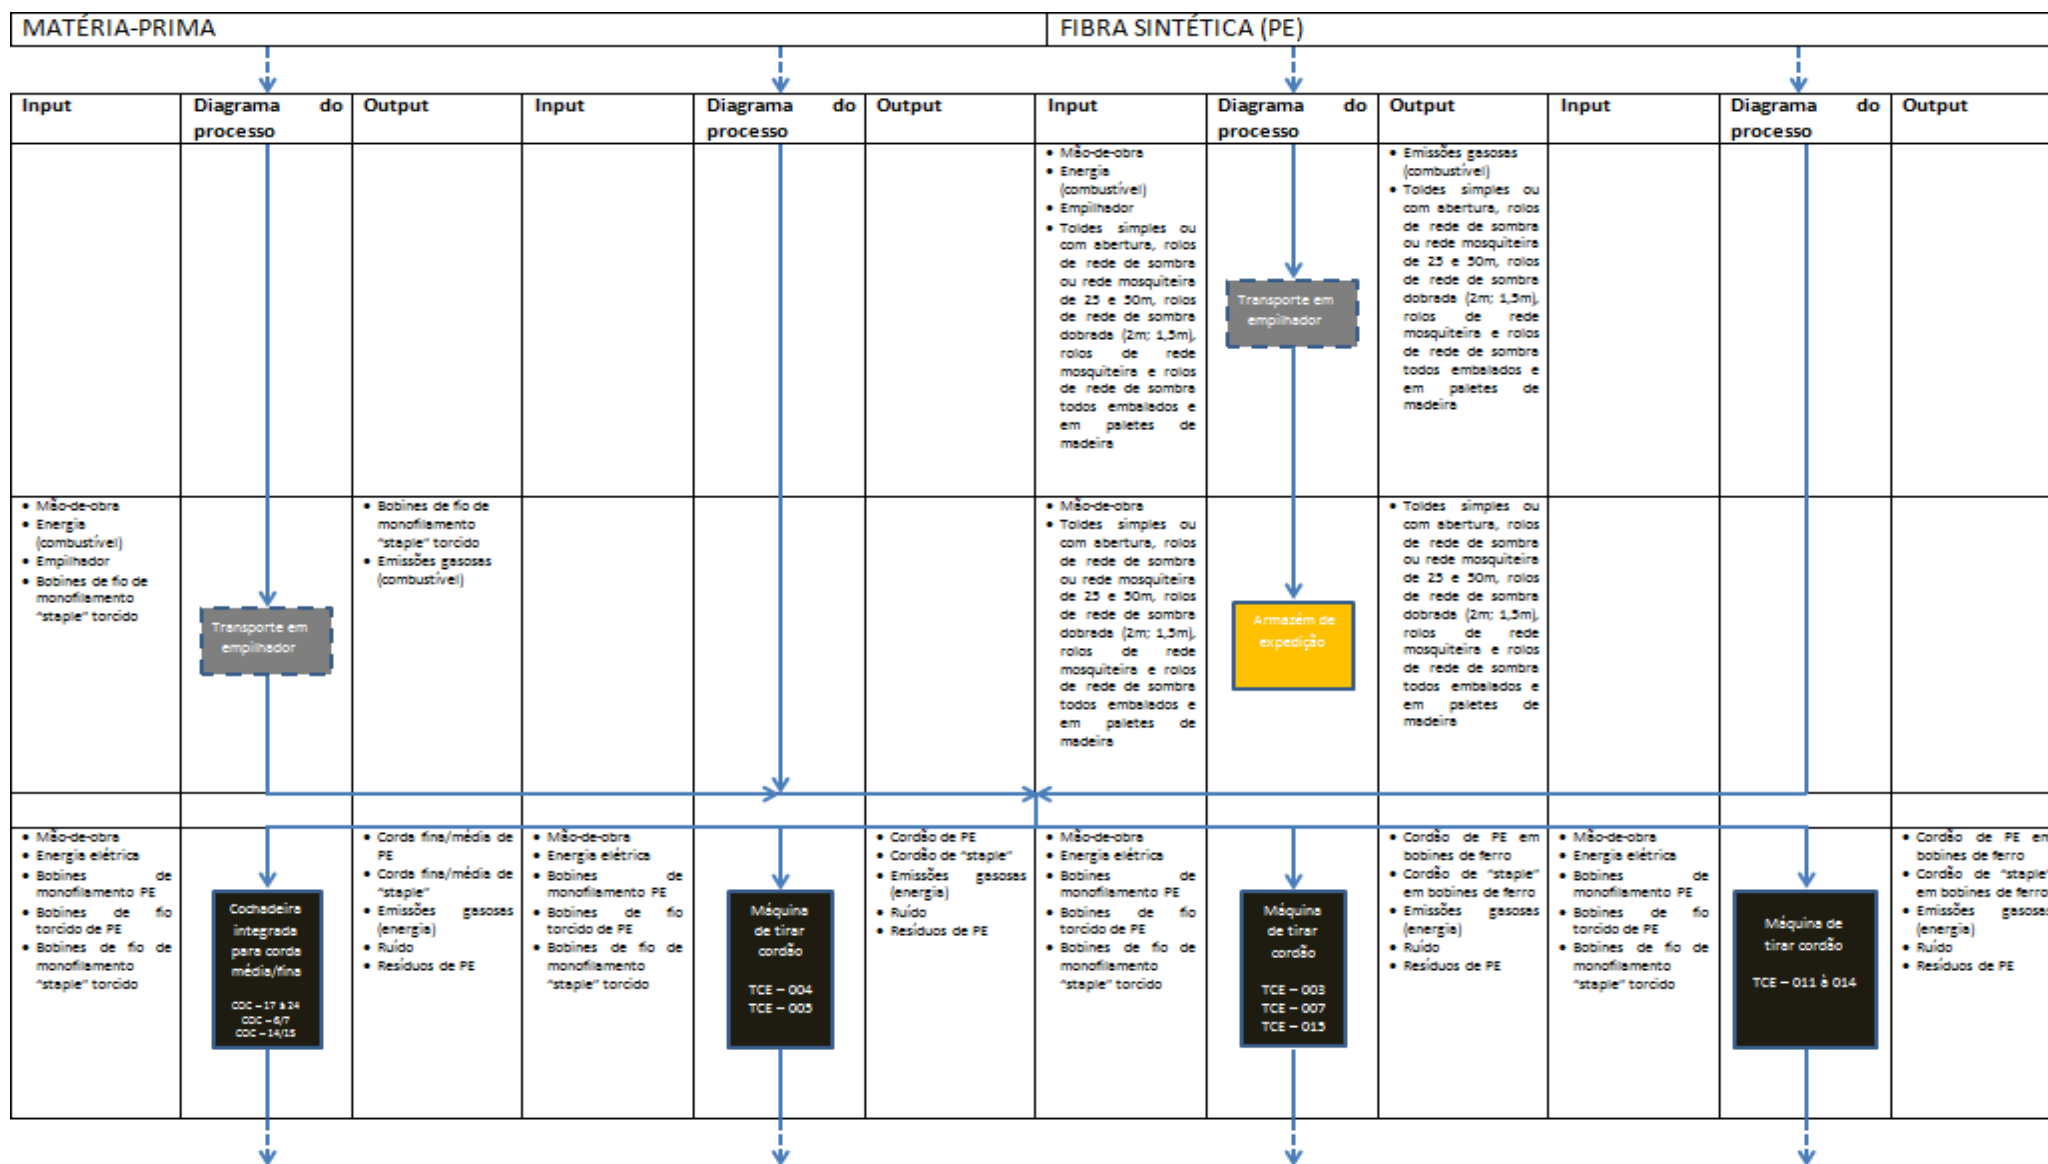 MATÉRIA-PRIMA
FIBRA SINTÉTICA (PE)
Input
Diagrama do
processo
Output
Input
Diagrama do
processo
Output
Input
Diagrama do
processo
Output
Input
Diagrama do
processo
Output
• Mão-de-obra
• Energia
(combustível)
• Empilhador
• Toldes simples ou
com abertura, rolos
de rede de sombra
ou rede mosquiteira
de 25 e 50m, rolos
de rede de sombra
dobrada (2m; 1,5m),
rolos de rede
mosquiteira e rolos
de rede de sombra
todos embalados e
em paletes de
madeira
Transporte em
empilhador
• Emissões gasosas
(combustível)
• Toldes simples ou
com abertura, rolos
de rede de sombra
ou rede mosquiteira
de 25 e 50m, rolos
de rede de sombra
dobrada (2m; 1,5m),
rolos de rede
mosquiteira e rolos
de rede de sombra
todos embalados e
em paletes de
madeira
• Mão-de-obra
• Energia
(combustível)
• Empilhador
• Bobines de fio de
monofilamento
"staple" torcido
Transporte em
empilhador
• Bobines de fio de
monofilamento
"staple" torcido
• Emissões gasosas
(combustível)
• Mão-de-obra
• Toldes simples ou
com abertura, rolos
de rede de sombra
ou rede mosquiteira
de 25 e 50m, rolos
de rede de sombra
dobrada (2m; 1,5m),
rolos de rede
mosquiteira e rolos
de rede de sombra
todos embalados e
em paletes de
madeira
Armazém de
expedição
• Toldes simples ou
com abertura, rolos
de rede de sombra
ou rede mosquiteira
de 25 e 50m, rolos
de rede de sombra
dobrada (2m; 1,5m),
rolos de rede
mosquiteira e rolos
de rede de sombra
todos embalados e
em paletes de
madeira
• Mão-de-obra
• Energia elétrica
• Bobines de
monofilamento PE
• Bobines de fio
torcido de PE
• Bobines de fio de
monofilamento
"staple" torcido
Cochadeira
integrada
para corda
média/fina
COC – 17 à 24
COC – 6/7
COC – 14/15
• Corda fina/média de
PE
• Corda fina/média de
"staple"
• Emissões gasosas
(energia)
• Ruído
• Resíduos de PE
• Mão-de-obra
• Energia elétrica
• Bobines de
monofilamento PE
• Bobines de fio
torcido de PE
• Bobines de fio de
monofilamento
"staple" torcido
Máquina
de tirar
cordão
TCE – 004
TCE – 005
• Cordão de PE
• Cordão de "staple"
• Emissões gasosas
(energia)
• Ruído
• Resíduos de PE
• Mão-de-obra
• Energia elétrica
• Bobines de
monofilamento PE
• Bobines de fio
torcido de PE
• Bobines de fio de
monofilamento
"staple" torcido
Máquina
de tirar
cordão
TCE – 003
TCE – 007
TCE – 015
• Cordão de PE em
bobines de ferro
• Cordão de "staple"
em bobines de ferro
• Emissões gasosas
(energia)
• Ruído
• Resíduos de PE
• Mão-de-obra
• Energia elétrica
• Bobines de
monofilamento PE
• Bobines de fio
torcido de PE
• Bobines de fio de
monofilamento
"staple" torcido
Máquina de
tirar cordão
TCE – 011 à 014
• Cordão de PE em
bobines de ferro
• Cordão de "staple"
em bobines de ferro
• Emissões gasosas
(energia)
• Ruído
• Resíduos de PE